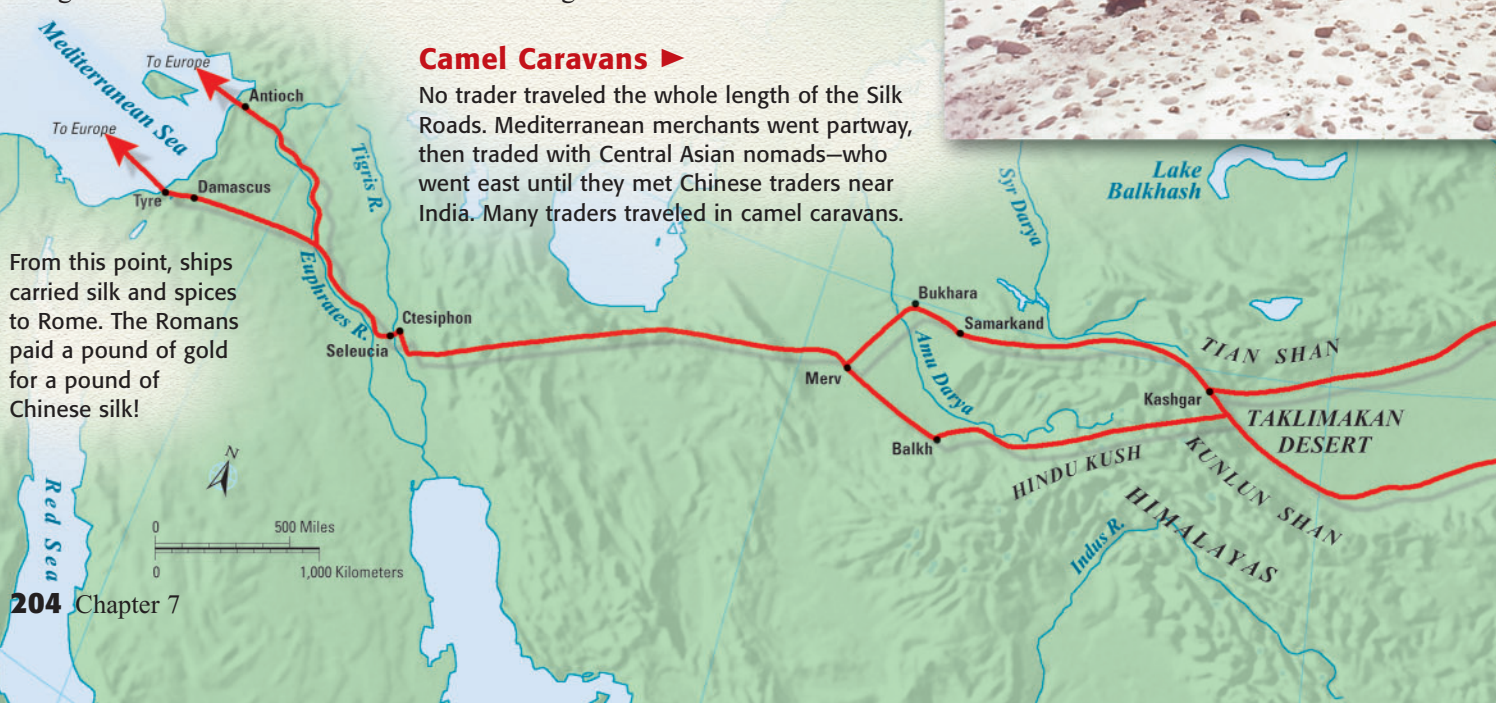 Camel Caravans ►
No trader traveled the whole length of the Silk
Roads. Mediterranean merchants went partway,
then traded with Central Asian nomads—who
went east until they met Chinese traders near
India. Many traders traveled in camel caravans.
Mediterranean Sea
To Europe
Antioch
To Europe
Tyre
Damascus
Tigris R.
Euphrates R.
From this point, ships
carried silk and spices
to Rome. The Romans
paid a pound of gold
for a pound of
Chinese silk!
Ctesiphon
Seleucia
Syr Darya
Lake
Balkhash
Bukhara
Samarkand
Amu Darya
Merv
Balkh
TIAN SHAN
Kashgar
TAKLIMAKAN
DESERT
HINDU KUSH
KUNLUN SHAN
HIMALAYAS
Indus R.
Red Sea
N
0 500 Miles
0 1,000 Kilometers
204 Chapter 7